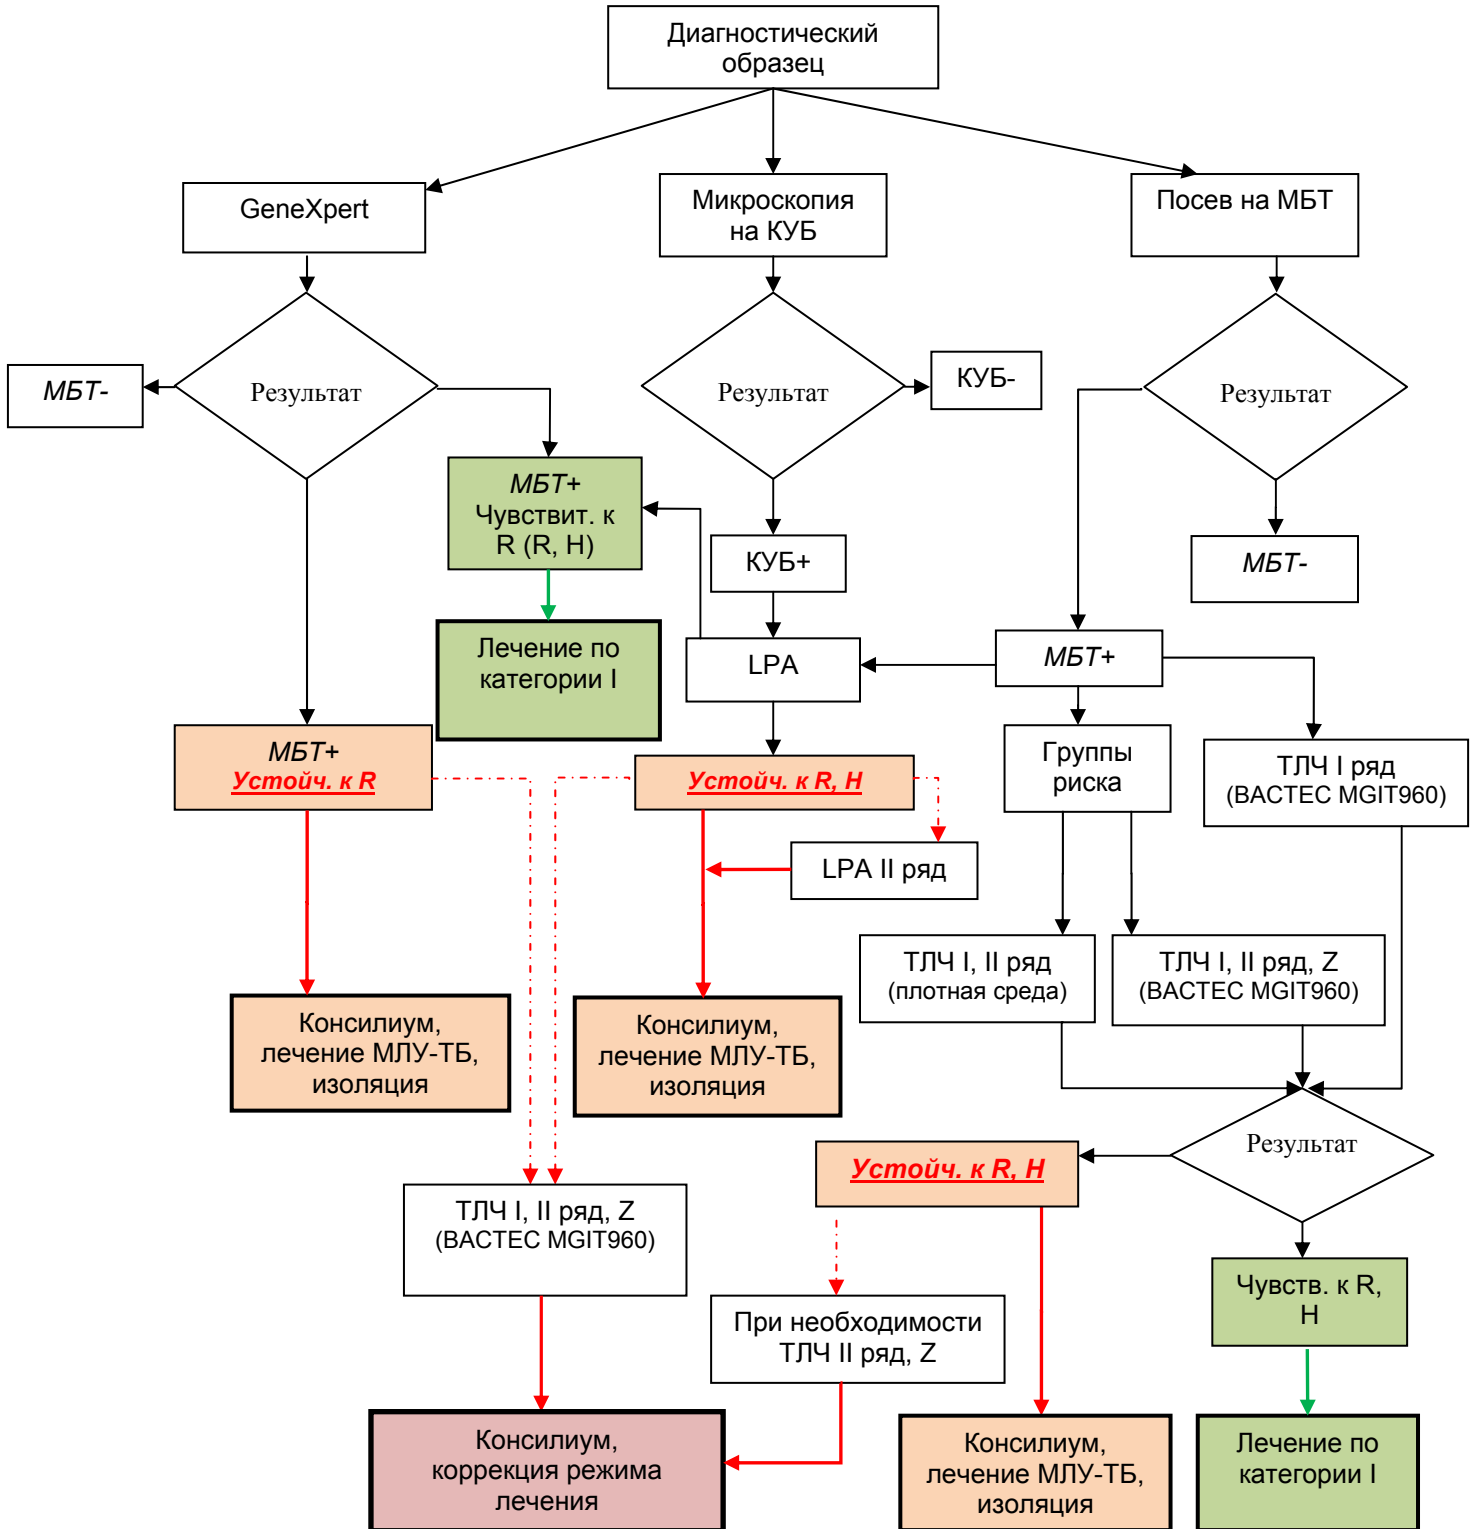 Диагностический
образец
GeneXpert
Микроскопия
на КУБ
Посев на МБТ
Результат
Результат
Результат
МБТ-
КУБ-
МБТ+
Чувствит. к
R (R, H)
КУБ+
МБТ-
Лечение по
категории I
LPA
МБТ+
МБТ+
Устойч. к R
Устойч. к R, H
Группы
риска
ТЛЧ I ряд
(BACTEC MGIT960)
LPA II ряд
ТЛЧ I, II ряд
(плотная среда)
ТЛЧ I, II ряд, Z
(BACTEC MGIT960)
Консилиум,
лечение МЛУ-ТБ,
изоляция
Консилиум,
лечение МЛУ-ТБ,
изоляция
Результат
Устойч. к R, H
ТЛЧ I, II ряд, Z
(BACTEC MGIT960)
Чувств. к R,
H
При необходимости
ТЛЧ II ряд, Z
Консилиум,
коррекция режима
лечения
Консилиум,
лечение МЛУ-ТБ,
изоляция
Лечение по
категории I